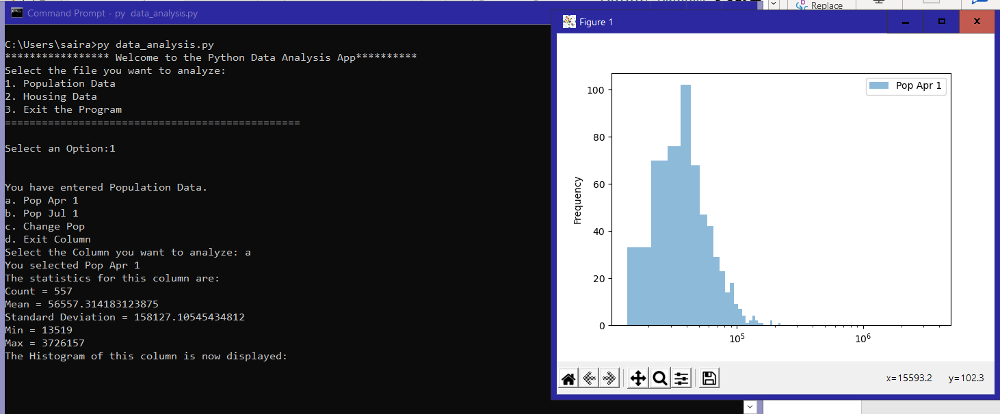 Command Prompt - py  data_analysis.py
Replace
C:\Users\saira>py data_analysis.py
***************** Welcome to the Python Data Analysis App**********
Select the file you want to analyze:
1. Population Data
2. Housing Data
3. Exit the Program
================================================
Select an Option:1
You have entered Population Data.
a. Pop Apr 1
b. Pop Jul 1
c. Change Pop
d. Exit Column
Select the Column you want to analyze: a
You selected Pop Apr 1
The statistics for this column are:
Count = 557
Mean = 56557.314183123875
Standard Deviation = 158127.10545434812
Min = 13519
Max = 3726157
The Histogram of this column is now displayed:
Figure 1
Pop Apr 1
Frequency
100
80
60
40
20
0
10⁵
10⁶
x=15593.2 y=102.3